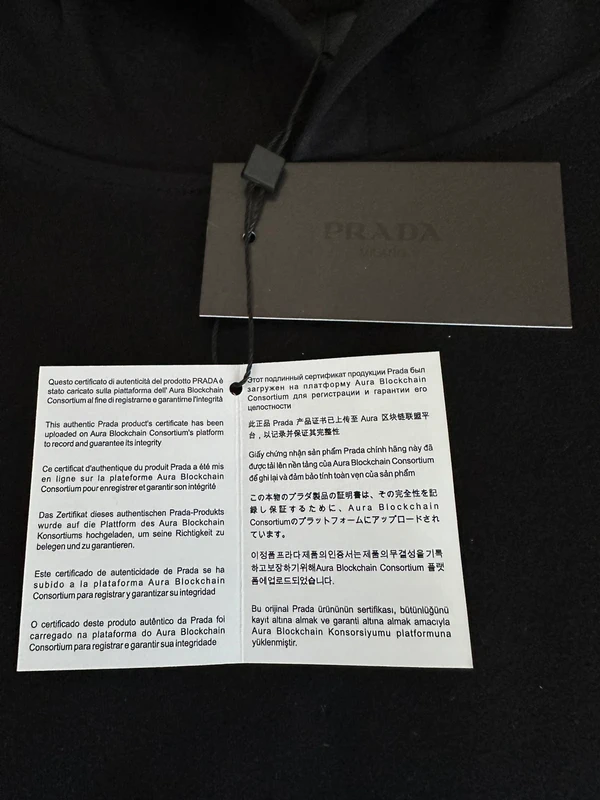 PRADA
Questo certificato di autenticità del prodotto PRADA è
stato caricato sulla piattaforma dell' Aura Blockchain
Consortium al fine di registrarne e garantirne l'integrità
This authentic Prada product's certificate has been
uploaded on Aura Blockchain Consortium's platform
to record and guarantee its integrity
Ce certificat d'authentique du produit Prada a été mis
en ligne sur la plateforme Aura Blockchain
Consortium pour enregistrer et garantir son intégrité
Das Zertifikat dieses authentischen Prada-Produkts
wurde auf die Plattform des Aura Blockchain
Konsortiums hochgeladen, um seine Richtigkeit zu
belegen und zu garantieren.
Este certificado de autenticidade de Prada se ha
subido a la plataforma Aura Blockchain
Consortium para registrar y garantizar su integridad
O certificado deste produto autêntico da Prada foi
carregado na plataforma do Aura Blockchain
Consortium para registrar e garantir sua integridade
Этот подлинный сертификат продукции Prada был
загружен на платформу Aura Blockchain
Consortium для регистрации и гарантии его
целостности
此正品 Prada 产品证书已上传至 Aura 区块链联盟平
台，以记录并保证其完整性
Giấy chứng nhận sản phẩm Prada chính hãng này đã
được tải lên nền tảng của Aura Blockchain Consortium
để ghi lại và đảm bảo tính toàn vẹn của sản phẩm
この本物のプラダ製品の証明書は、その完全性を記
録し保証するために、Aura Blockchain
Consortiumのプラットフォームにアップロードされ
ています。
이정품프라다제품의인증서는제품의무결성을기록
하고보장하기위해Aura Blockchain Consortium 플랫
폼에업로드되었습니다.
Bu orijinal Prada ürününün sertifikası, bütünlüğünü
kayıt altına almak ve garanti altına almak amacıyla
Aura Blockchain Konsorsiyumu platformuna
yüklenmiştir.